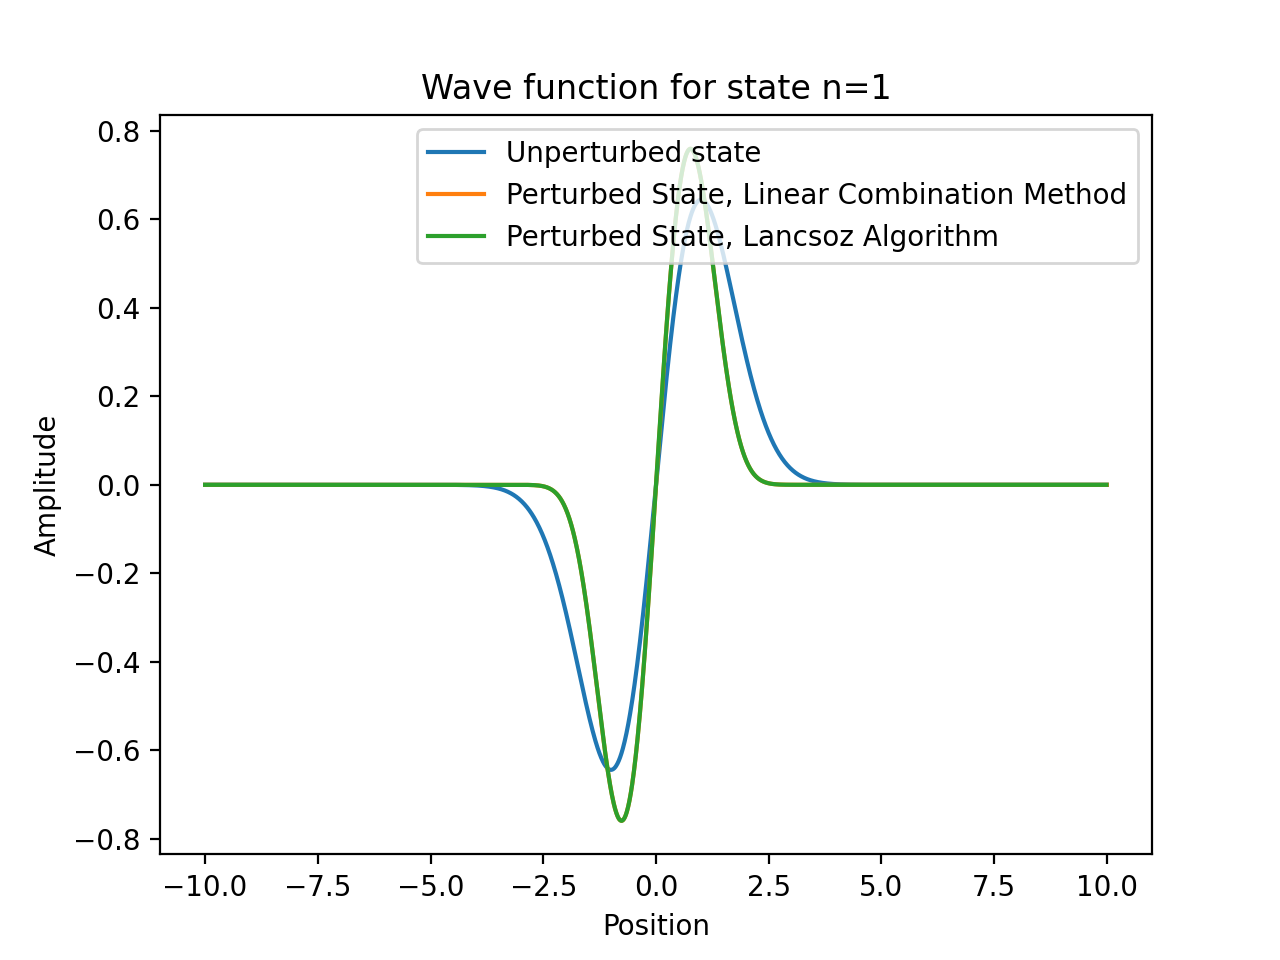 Wave function for state n=1
Unperturbed state
Perturbed State, Linear Combination Method
Perturbed State, Lancsoz Algorithm
0.8
0.6
0.4
0.2
0.0
−0.2
−0.4
−0.6
−0.8
Amplitude
−10.0 −7.5 −5.0 −2.5 0.0 2.5 5.0 7.5 10.0
Position